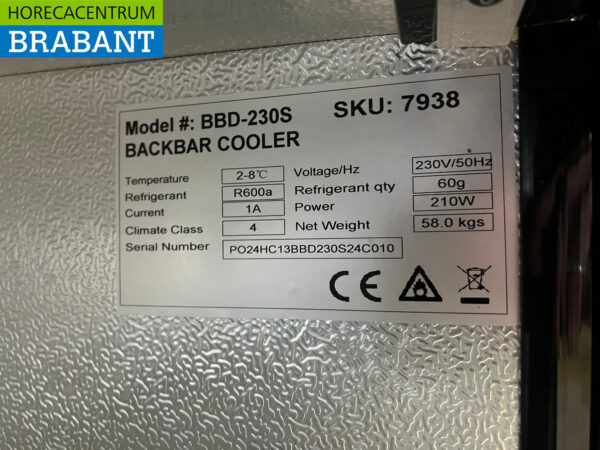 HORECACENTRUM
BRABANT
Model #: BBD-230S SKU: 7938
BACKBAR COOLER
Temperature 2-8℃ Voltage/Hz 230V/50Hz
Refrigerant R600a Refrigerant qty 60g
Current 1A Power 210W
Climate Class 4 Net Weight 58.0 kgs
Serial Number PO24HC13BBD230S24C010
CE